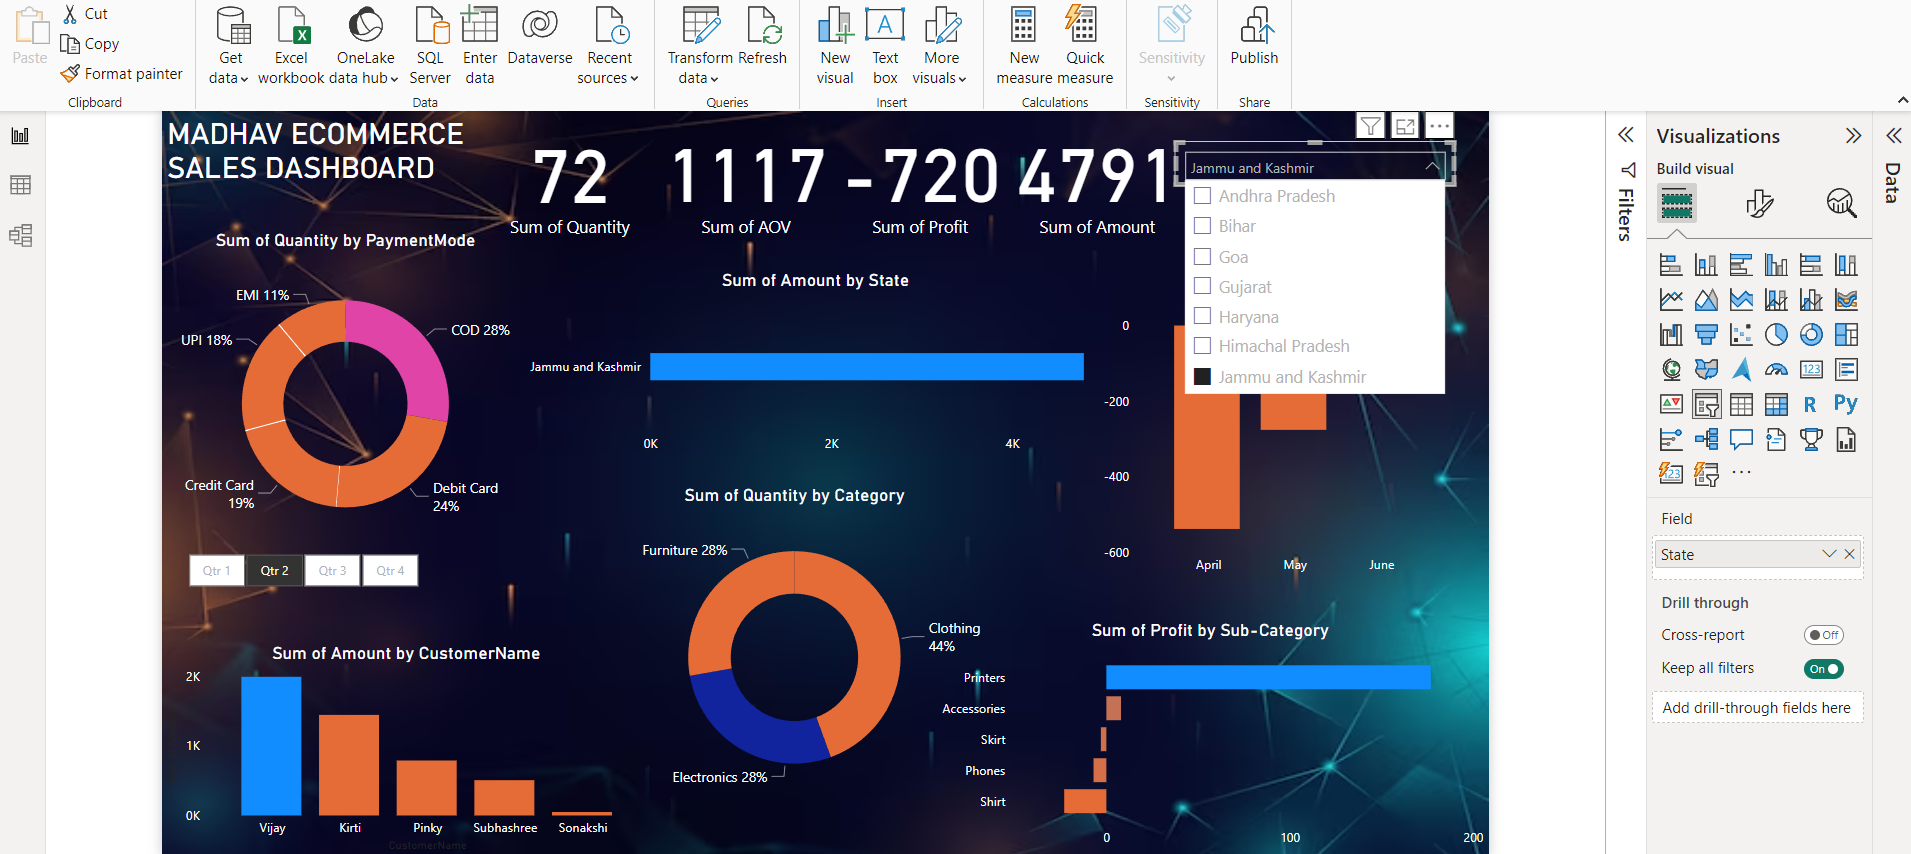 Cut
Copy
Format painter
Paste
Clipboard
Get data
Excel workbook
OneLake data hub
SQL Server
Enter data
Dataverse
Recent sources
Data
Transform data
Refresh
Queries
New visual
Text box
More visuals
Insert
New measure
Quick measure
Calculations
Sensitivity
Sensitivity
Publish
Share
MADHAV ECOMMERCE
SALES DASHBOARD
72
Sum of Quantity
1117
Sum of AOV
-720
Sum of Profit
4791
Sum of Amount
Jammu and Kashmir
Andhra Pradesh
Bihar
Goa
Gujarat
Haryana
Himachal Pradesh
Jammu and Kashmir
Sum of Quantity by PaymentMode
EMI 11%
COD 28%
UPI 18%
Credit Card
19%
Debit Card
24%
Qtr 1
Qtr 2
Qtr 3
Qtr 4
Sum of Amount by State
Jammu and Kashmir
0K
2K
4K
0
-200
-400
-600
April
May
June
Sum of Quantity by Category
Furniture 28%
Clothing
44%
Electronics 28%
Sum of Amount by CustomerName
2K
1K
0K
Vijay
Kirti
Pinky
Subhashree
Sonakshi
CustomerName
Sum of Profit by Sub-Category
Printers
Accessories
Skirt
Phones
Shirt
0
100
200
Filters
Visualizations
Build visual
123
R
Py
123
Field
State
Drill through
Cross-report
Off
Keep all filters
On
Add drill-through fields here
Data